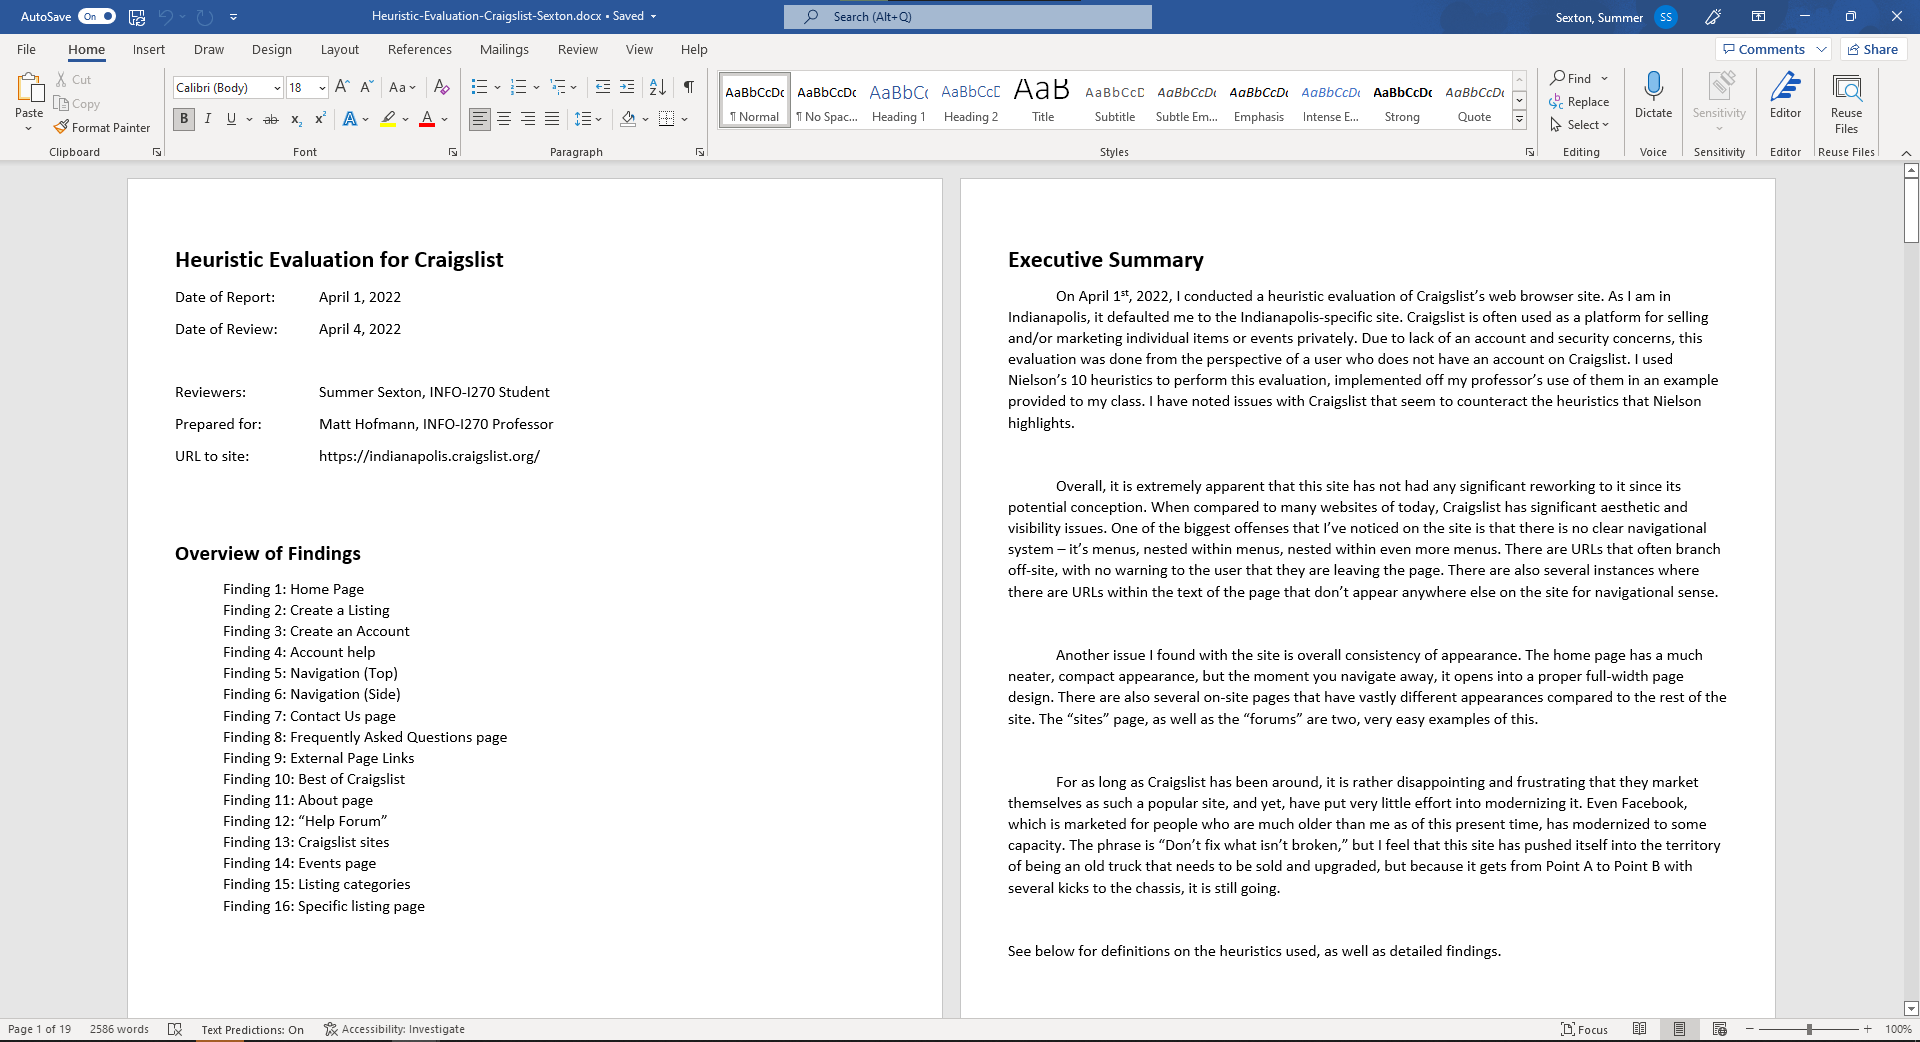 AutoSave On Heuristic-Evaluation-Craigslist-Sexton.docx • Saved Search (Alt+Q) Sexton, Summer SS
File Home Insert Draw Design Layout References Mailings Review View Help Comments Share
Paste
Cut
Copy
Format Painter
Clipboard
Calibri (Body) 18 Aa
B I U ab x₂ x² A A
Font
Paragraph
AaBbCcDc AaBbCcDc AaBbCc AaBbCcD AaB AaBbCcD AaBbCcDc AaBbCcDc AaBbCcDc AaBbCcDc AaBbCcDc
¶ Normal ¶ No Spac... Heading 1 Heading 2 Title Subtitle Subtle Em... Emphasis Intense E... Strong Quote
Styles
Find
Replace
Select
Editing
Dictate
Voice
Sensitivity
Sensitivity
Editor
Editor
Reuse
Files
Reuse Files
Heuristic Evaluation for Craigslist
Date of Report: April 1, 2022
Date of Review: April 4, 2022
Reviewers: Summer Sexton, INFO-I270 Student
Prepared for: Matt Hofmann, INFO-I270 Professor
URL to site: https://indianapolis.craigslist.org/
Overview of Findings
Finding 1: Home Page
Finding 2: Create a Listing
Finding 3: Create an Account
Finding 4: Account help
Finding 5: Navigation (Top)
Finding 6: Navigation (Side)
Finding 7: Contact Us page
Finding 8: Frequently Asked Questions page
Finding 9: External Page Links
Finding 10: Best of Craigslist
Finding 11: About page
Finding 12: “Help Forum”
Finding 13: Craigslist sites
Finding 14: Events page
Finding 15: Listing categories
Finding 16: Specific listing page
Executive Summary
On April 1st, 2022, I conducted a heuristic evaluation of Craigslist’s web browser site. As I am in
Indianapolis, it defaulted me to the Indianapolis-specific site. Craigslist is often used as a platform for selling
and/or marketing individual items or events privately. Due to lack of an account and security concerns, this
evaluation was done from the perspective of a user who does not have an account on Craigslist. I used
Nielson’s 10 heuristics to perform this evaluation, implemented off my professor’s use of them in an example
provided to my class. I have noted issues with Craigslist that seem to counteract the heuristics that Nielson
highlights.
Overall, it is extremely apparent that this site has not had any significant reworking to it since its
potential conception. When compared to many websites of today, Craigslist has significant aesthetic and
visibility issues. One of the biggest offenses that I’ve noticed on the site is that there is no clear navigational
system – it’s menus, nested within menus, nested within even more menus. There are URLs that often branch
off-site, with no warning to the user that they are leaving the page. There are also several instances where
there are URLs within the text of the page that don’t appear anywhere else on the site for navigational sense.
Another issue I found with the site is overall consistency of appearance. The home page has a much
neater, compact appearance, but the moment you navigate away, it opens into a proper full-width page
design. There are also several on-site pages that have vastly different appearances compared to the rest of the
site. The “sites” page, as well as the “forums” are two, very easy examples of this.
For as long as Craigslist has been around, it is rather disappointing and frustrating that they market
themselves as such a popular site, and yet, have put very little effort into modernizing it. Even Facebook,
which is marketed for people who are much older than me as of this present time, has modernized to some
capacity. The phrase is “Don’t fix what isn’t broken,” but I feel that this site has pushed itself into the territory
of being an old truck that needs to be sold and upgraded, but because it gets from Point A to Point B with
several kicks to the chassis, it is still going.
See below for definitions on the heuristics used, as well as detailed findings.
Page 1 of 19 2586 words Text Predictions: On Accessibility: Investigate Focus 100%